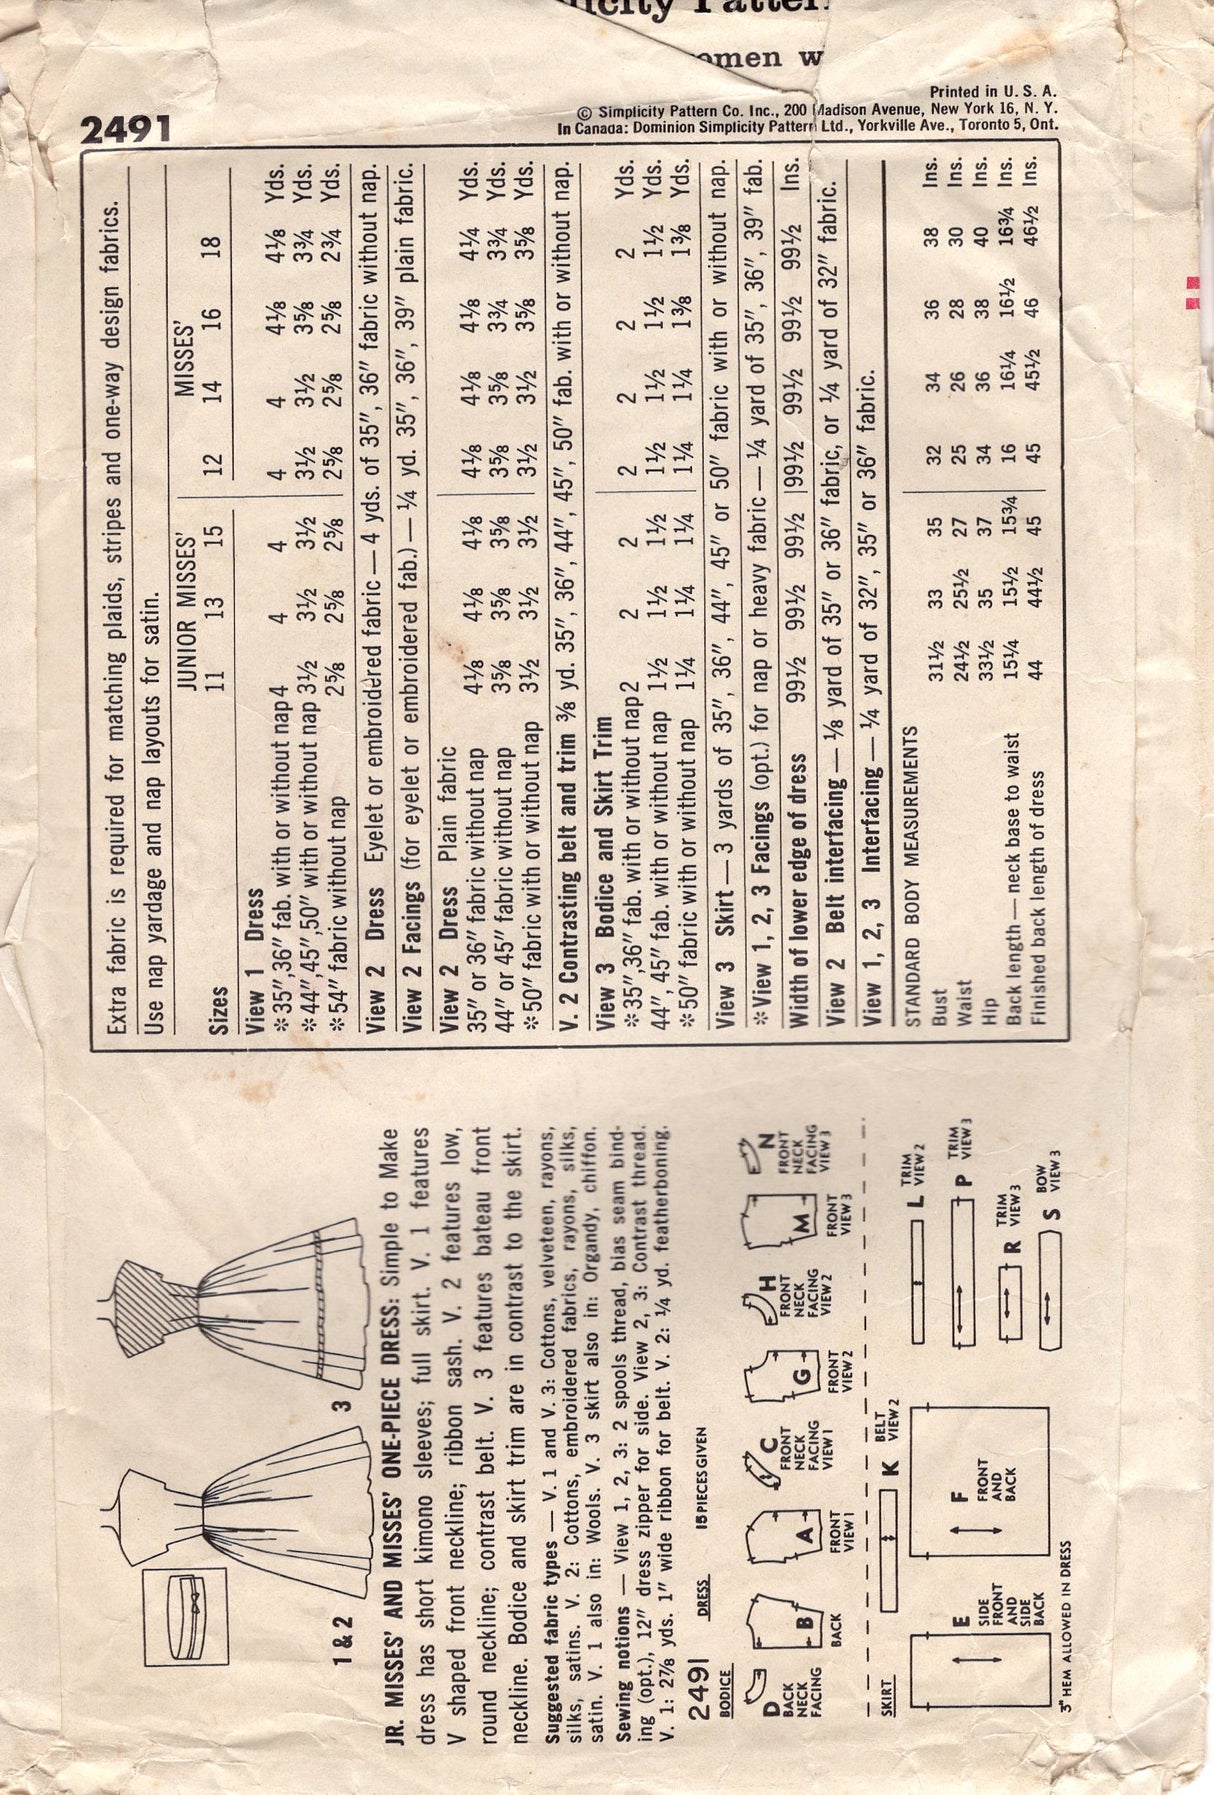 2491
Printed in U. S. A.
© Simplicity Pattern Co. Inc., 200 Madison Avenue, New York 16, N. Y.
In Canada: Dominion Simplicity Pattern Ltd., Yorkville Ave., Toronto 5, Ont.
omen w
Extra fabric is required for matching plaids, stripes and one-way design fabrics.
Use nap yardage and nap layouts for satin.
JUNIOR MISSES' MISSES'
Sizes 11 13 15 12 14 16 18
View 1 Dress
*35",36" fab. with or without nap 4 4 4 4 4 4⅛ 4⅛ Yds.
*44",45",50" with or without nap 3½ 3½ 3½ 3½ 3½ 3⅝ 3¾ Yds.
*54" fabric without nap 2⅝ 2⅝ 2⅝ 2⅝ 2⅝ 2⅝ 2¾ Yds.
View 2 Dress Eyelet or embroidered fabric — 4 yds. of 35", 36" fabric without nap.
View 2 Facings (for eyelet or embroidered fab.) — ¼ yd. 35", 36", 39" plain fabric.
View 2 Dress Plain fabric
35" or 36" fabric without nap 4⅛ 4⅛ 4⅛ 4⅛ 4⅛ 4⅛ 4¼ Yds.
44" or 45" fabric without nap 3⅝ 3⅝ 3⅝ 3⅝ 3⅝ 3¾ 3¾ Yds.
*50" fabric with or without nap 3½ 3½ 3½ 3½ 3½ 3⅝ 3⅝ Yds.
V. 2 Contrasting belt and trim ⅜ yd. 35", 36", 44", 45", 50" fab. with or without nap.
View 3 Bodice and Skirt Trim
*35",36" fab. with or without nap 2 2 2 2 2 2 2 Yds.
44", 45" fab. with or without nap 1½ 1½ 1½ 1½ 1½ 1½ 1½ Yds.
*50" fabric with or without nap 1¼ 1¼ 1¼ 1¼ 1¼ 1⅜ 1⅜ Yds.
View 3 Skirt — 3 yards of 35", 36", 44", 45" or 50" fabric with or without nap.
*View 1, 2, 3 Facings (opt.) for nap or heavy fabric — ¼ yard of 35", 36", 39" fab.
Width of lower edge of dress 99½ 99½ 99½ 99½ 99½ 99½ 99½ Ins.
View 2 Belt interfacing — ⅛ yard of 35" or 36" fabric, or ¼ yard of 32" fabric.
View 1, 2, 3 Interfacing — ¼ yard of 32", 35" or 36" fabric.
STANDARD BODY MEASUREMENTS
Bust 31½ 33 35 32 34 36 38 Ins.
Waist 24½ 25½ 27 25 26 28 30 Ins.
Hip 33½ 35 37 34 36 38 40 Ins.
Back length — neck base to waist 15¼ 15½ 15¾ 16 16¼ 16½ 16¾ Ins.
Finished back length of dress 44 44½ 45 45 45½ 46 46½ Ins.
1 & 2
3
JR. MISSES' AND MISSES' ONE-PIECE DRESS: Simple to Make
dress has short kimono sleeves; full skirt. V. 1 features
V shaped front neckline; ribbon sash. V. 2 features low,
round neckline; contrast belt. V. 3 features bateau front
neckline. Bodice and skirt trim are in contrast to the skirt.
Suggested fabric types — V. 1 and V. 3: Cottons, velveteen, rayons,
silks, satins. V. 2: Cottons, embroidered fabrics, rayons, silks,
satin. V. 1 also in: Wools. V. 3 skirt also in: Organdy, chiffon.
Sewing notions — View 1, 2, 3: 2 spools thread, bias seam bind-
ing (opt.), 12" dress zipper for side. View 2, 3: Contrast thread.
V. 1: 2⅞ yds. 1" wide ribbon for belt. V. 2: ¼ yd. featherboning.
2491 DRESS 15 PIECES GIVEN
BODICE
D
BACK
NECK
FACING
B
BACK
A
FRONT
VIEW 1
C
FRONT
NECK
FACING
VIEW 1
G
FRONT
VIEW 2
H
FRONT
NECK
FACING
VIEW 2
M
FRONT
VIEW 3
N
FRONT
NECK
FACING
VIEW 3
SKIRT
K
BELT
VIEW 2
L
TRIM
VIEW 2
E
SIDE
FRONT
AND
SIDE
BACK
F
FRONT
AND
BACK
P
TRIM
VIEW 3
R
TRIM
VIEW 3
S
BOW
VIEW 3
3" HEM ALLOWED IN DRESS